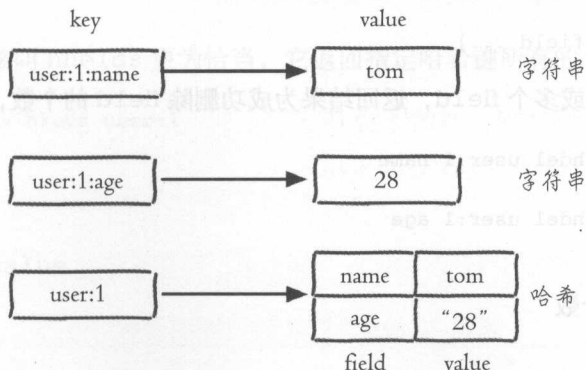 key value
user:1:name tom 字符串
user:1:age 28 字符串
user:1 name tom 哈希
age “28”
field value